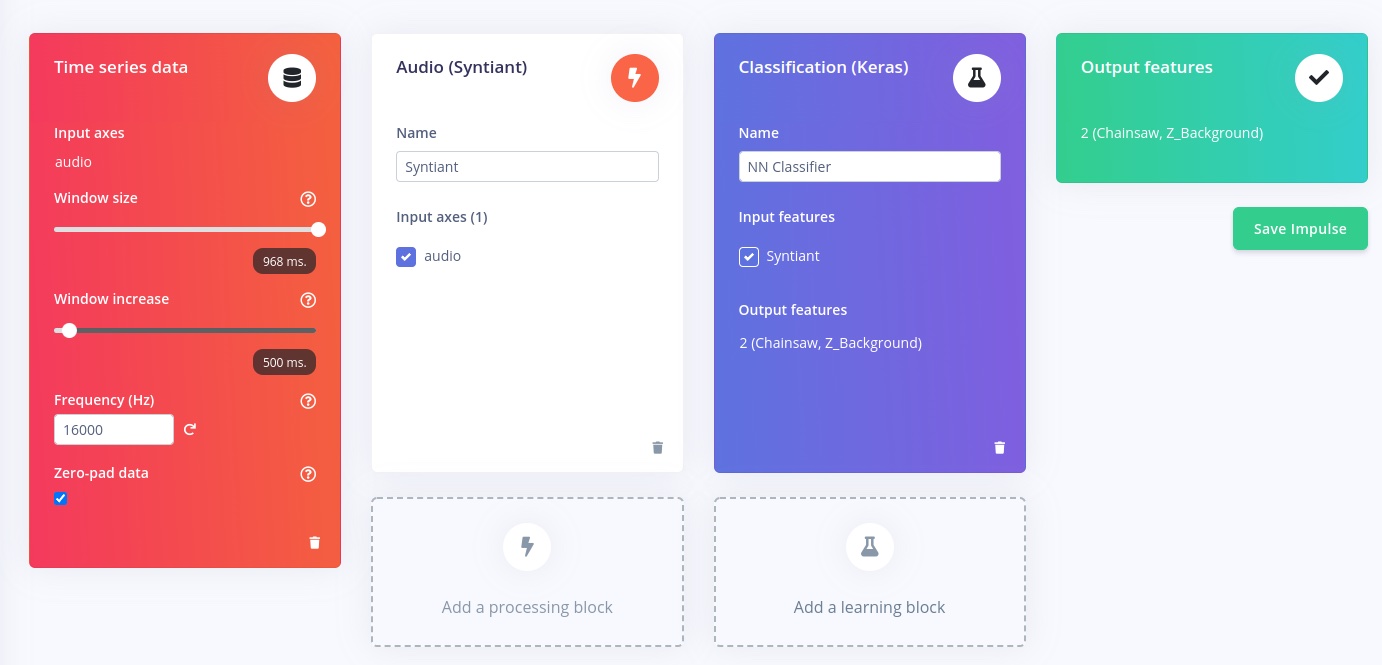 Time series data
Input axes
audio
Window size
968 ms.
Window increase
500 ms.
Frequency (Hz)
16000
Zero-pad data
Audio (Syntiant)
Name
Syntiant
Input axes (1)
audio
Add a processing block
Classification (Keras)
Name
NN Classifier
Input features
Syntiant
Output features
2 (Chainsaw, Z_Background)
Add a learning block
Output features
2 (Chainsaw, Z_Background)
Save Impulse